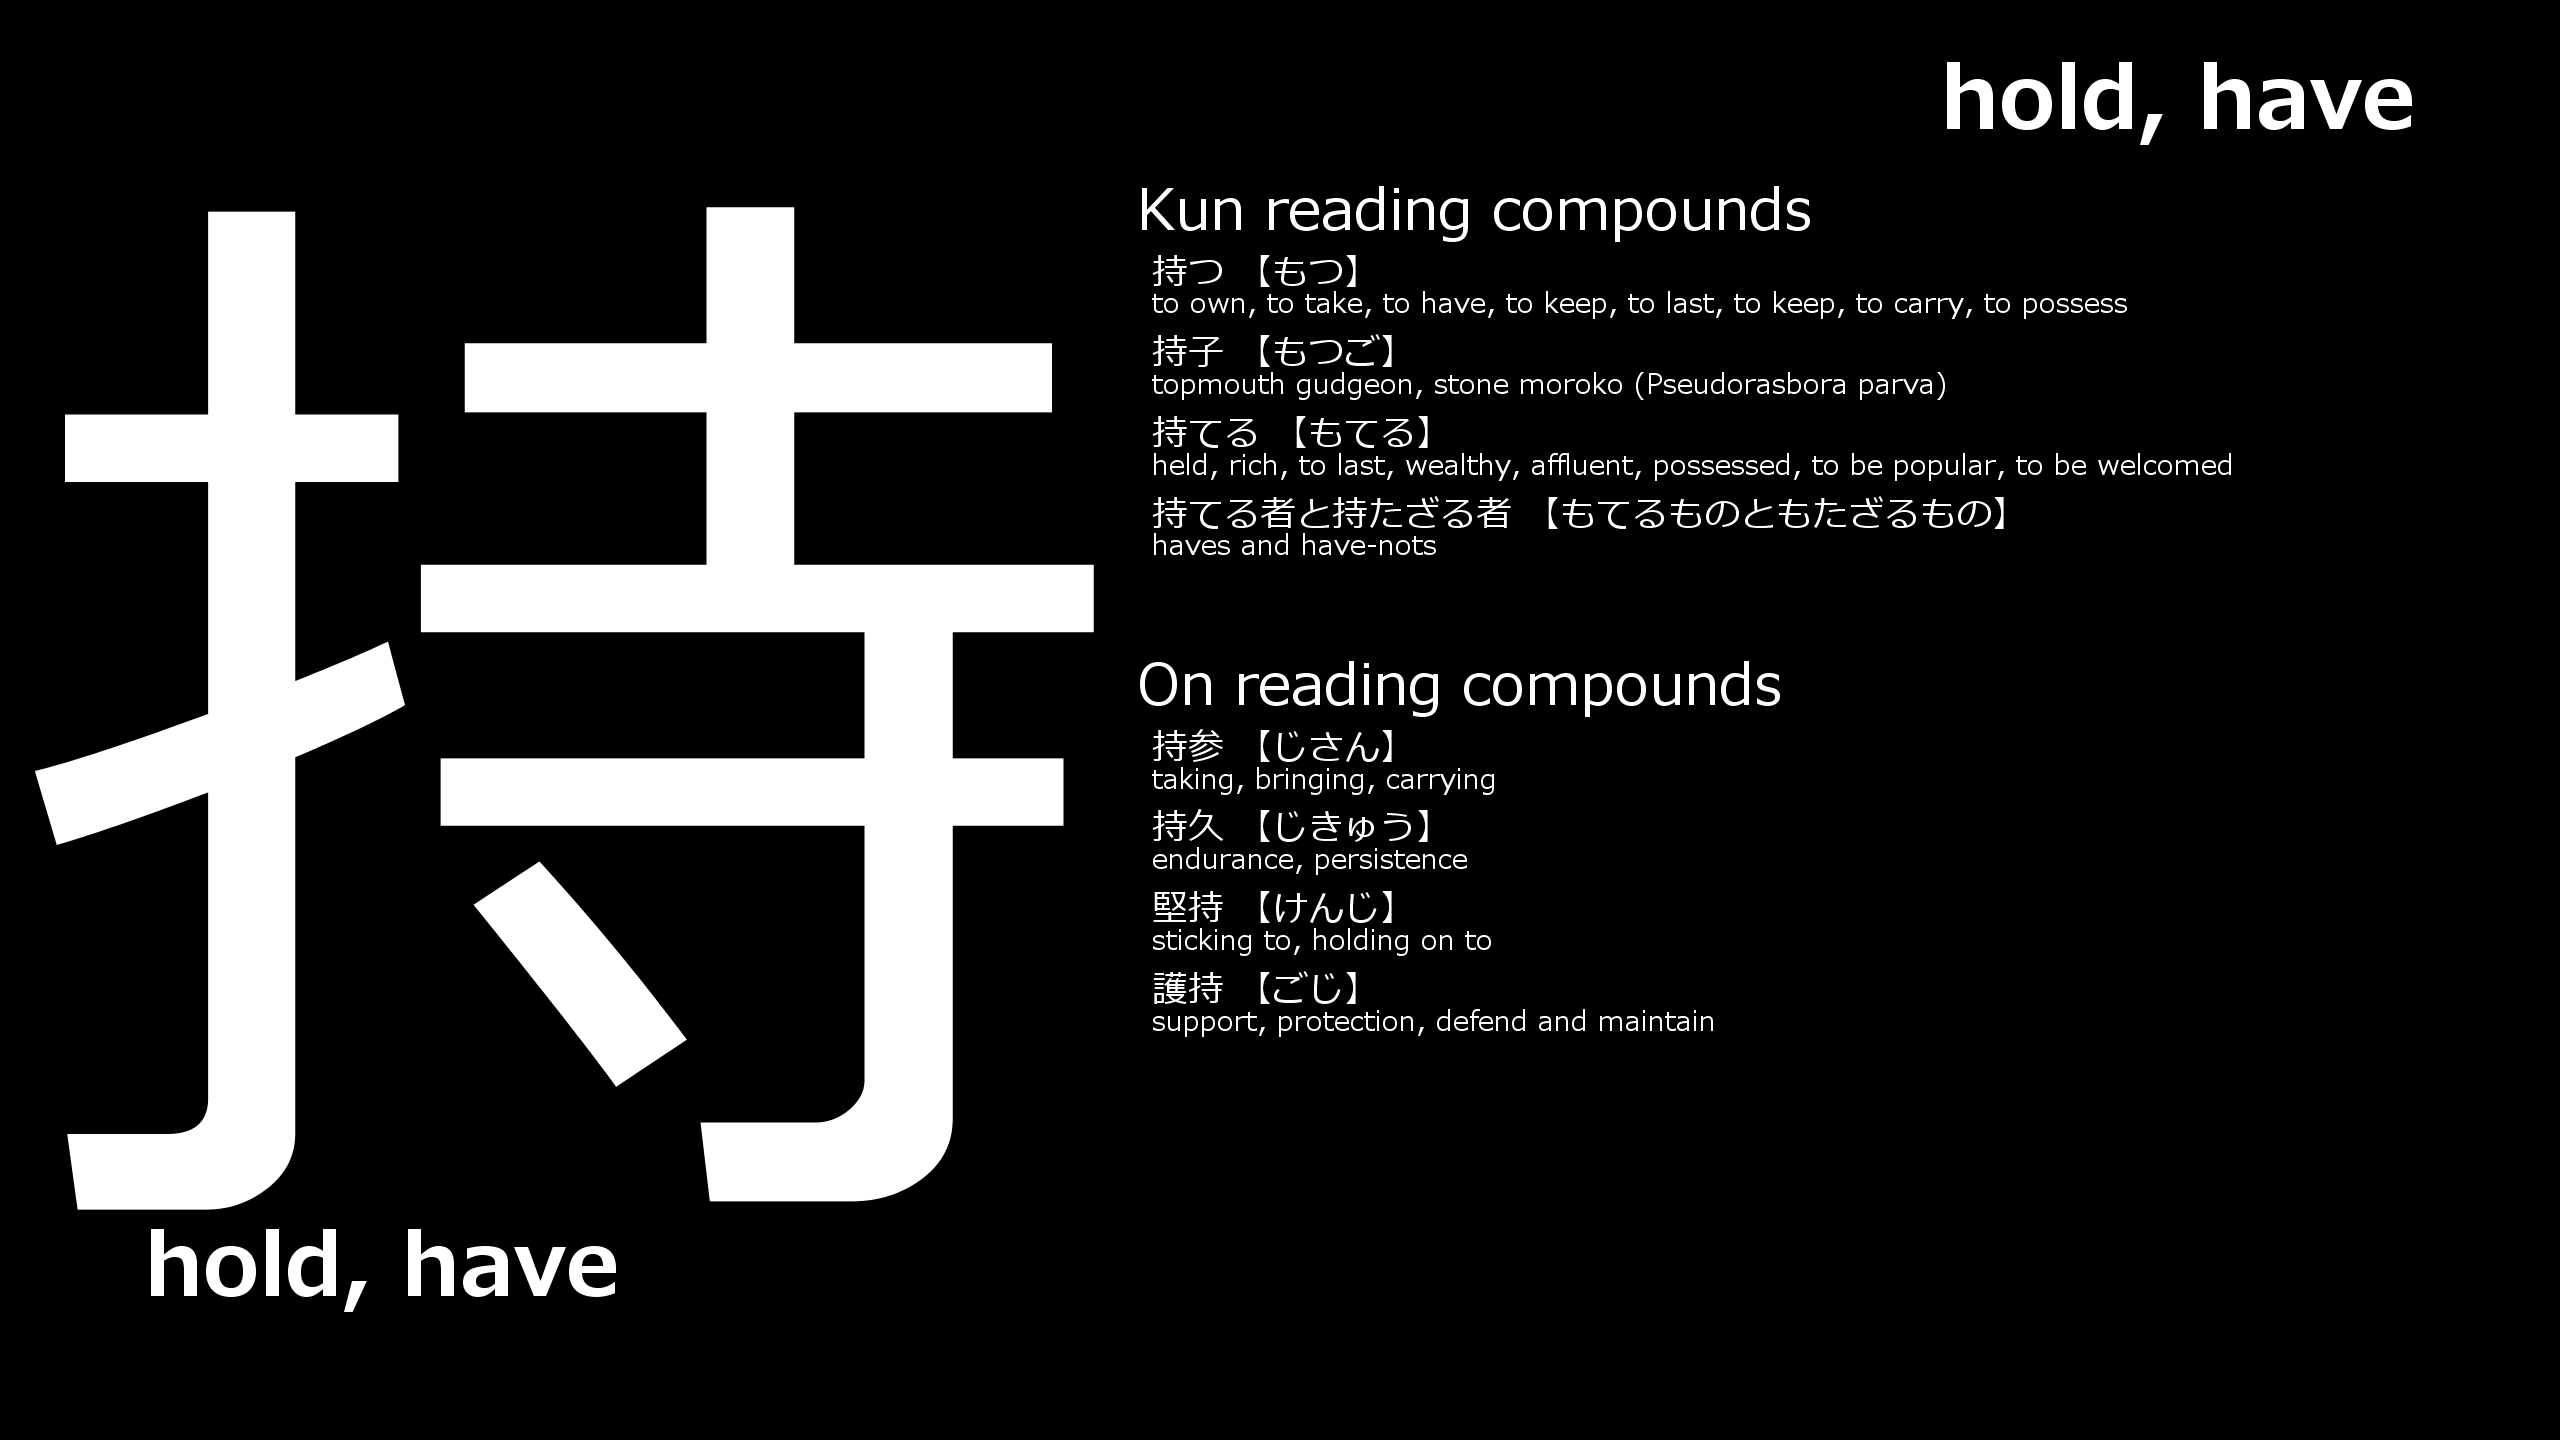 hold, have
持
hold, have
Kun reading compounds
持つ 【もつ】
to own, to take, to have, to keep, to last, to keep, to carry, to possess
持子 【もつご】
topmouth gudgeon, stone moroko (Pseudorasbora parva)
持てる 【もてる】
held, rich, to last, wealthy, affluent, possessed, to be popular, to be welcomed
持てる者と持たざる者 【もてるものともたざるもの】
haves and have-nots
On reading compounds
持参 【じさん】
taking, bringing, carrying
持久 【じきゅう】
endurance, persistence
堅持 【けんじ】
sticking to, holding on to
護持 【ごじ】
support, protection, defend and maintain